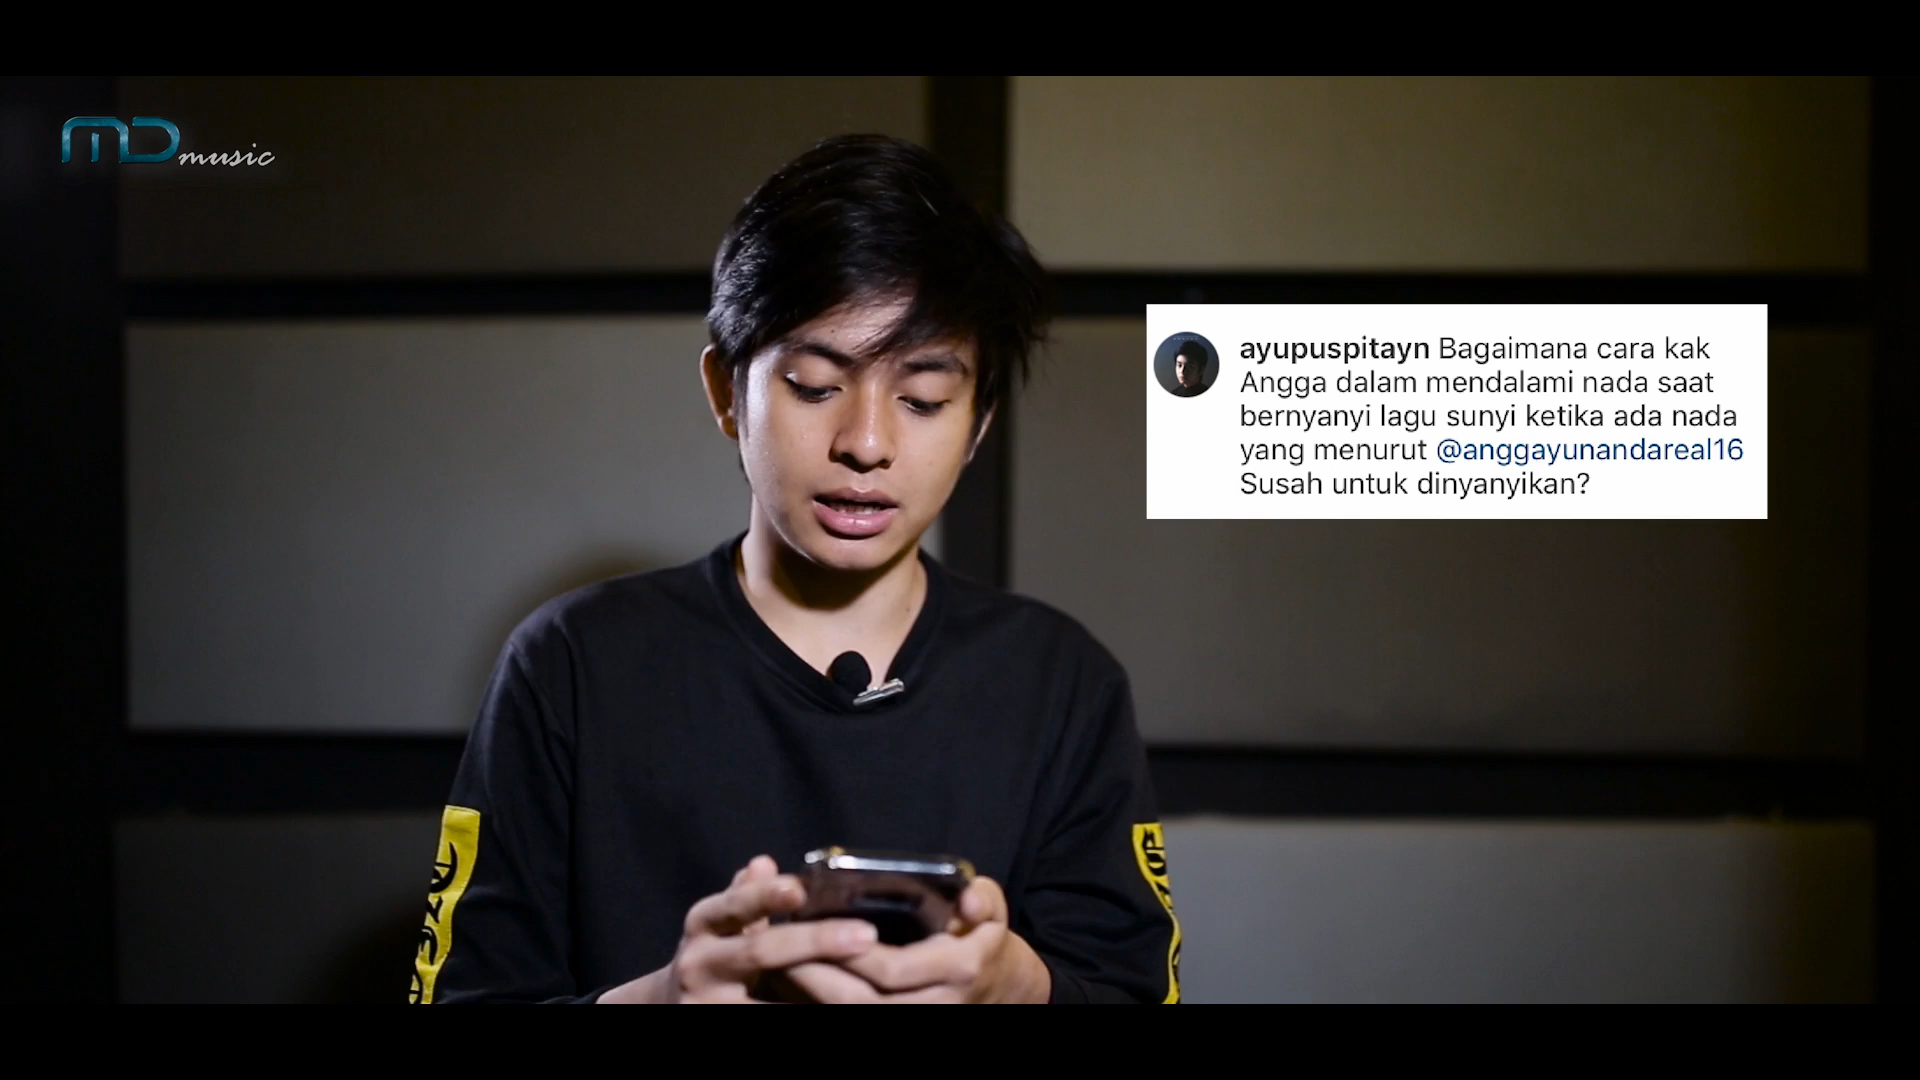 MD music
ayupuspitayn Bagaimana cara kak
Angga dalam mendalami nada saat
bernyanyi lagu sunyi ketika ada nada
yang menurut @anggayunandareal16
Susah untuk dinyanyikan?